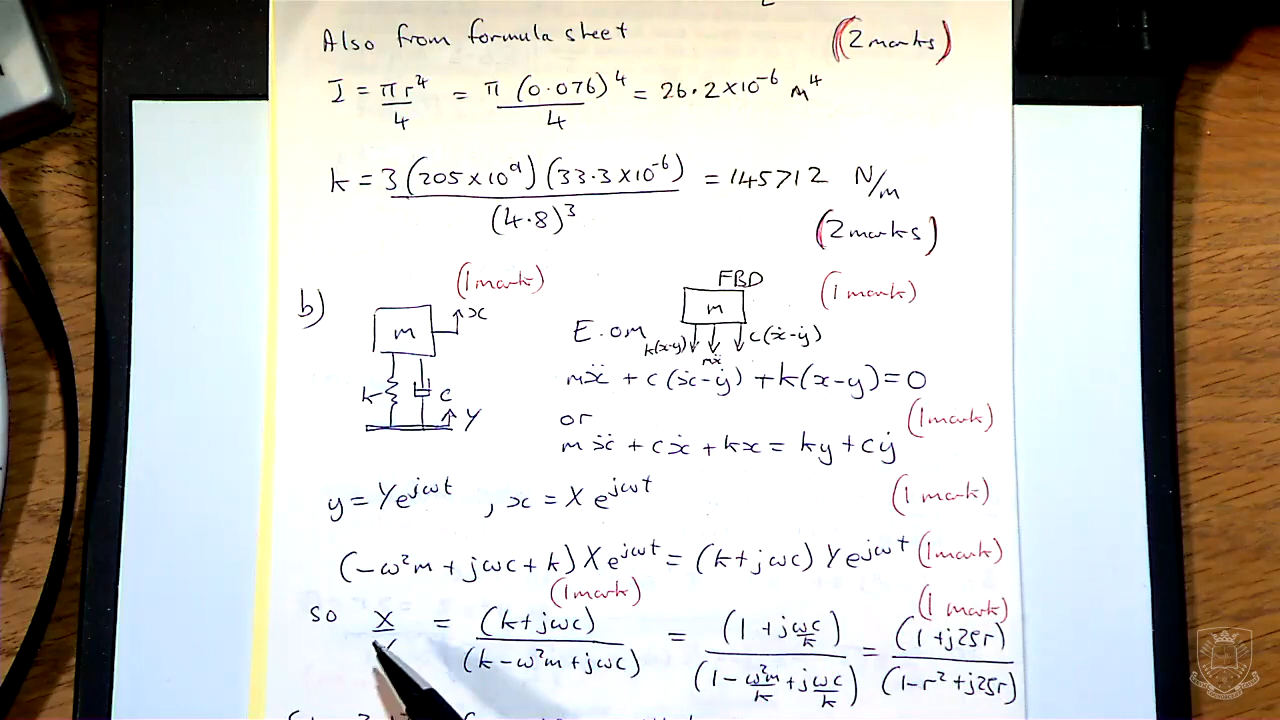 Also from formula sheet (2 marks)
I = πr⁴/4 = π(0.076)⁴/4 = 26.2×10⁻⁶ m⁴
k = 3(205×10⁹)(33.3×10⁻⁶)/(4.8)³ = 145712 N/m
(2 marks)
b) (1 mark) FBD (1 mark)
m x
k c Y
m
E.o.m k(x-y) mẍ c(ẋ-ẏ)
mẍ + c(ẋ-ẏ) + k(x-y) = 0
or (1 mark)
mẍ + cẋ + kx = ky + cẏ
y = Ye^jωt , x = Xe^jωt (1 mark)
(-ω²m + jωc + k) Xe^jωt = (k + jωc) Ye^jωt (1 mark)
(1 mark) (1 mark)
so X/Y = (k + jωc)/(k - ω²m + jωc) = (1 + jωc/k)/(1 - ω²m/k + jωc/k) = (1 + j2ζr)/(1 - r² + j2ζr)